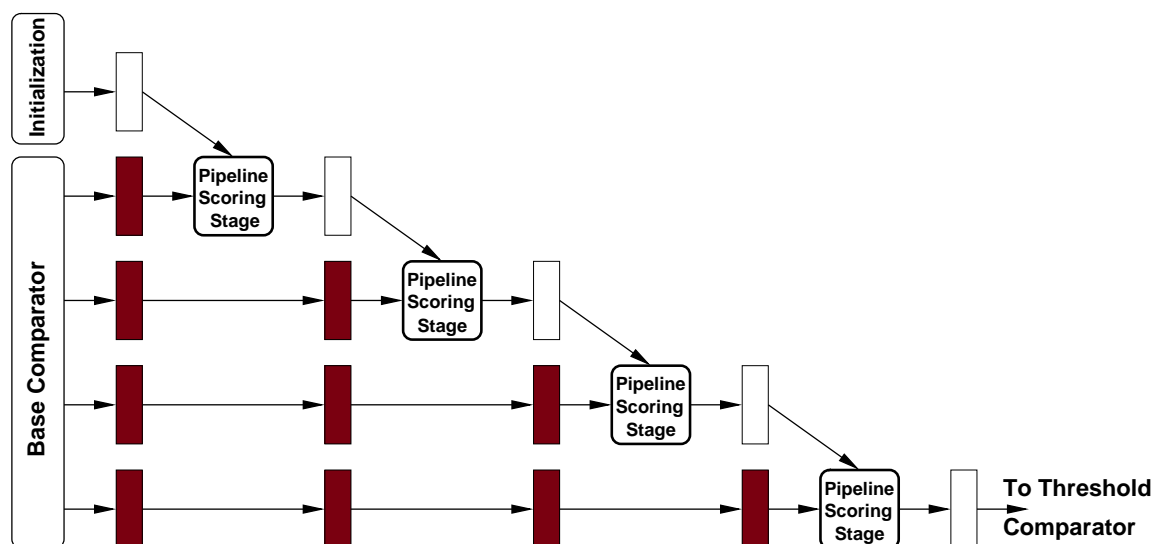 Initialization
Base Comparator
Pipeline
Scoring
Stage
Pipeline
Scoring
Stage
Pipeline
Scoring
Stage
Pipeline
Scoring
Stage
To Threshold
Comparator